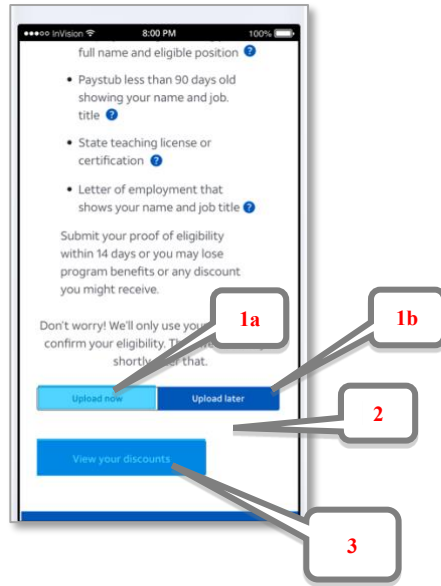 InVision 8:00 PM 100%
full name and eligible position ?
• Paystub less than 90 days old
showing your name and job.
title ?
• State teaching license or
certification ?
• Letter of employment that
shows your name and job title ?
Submit your proof of eligibility
within 14 days or you may lose
program benefits or any discount
you might receive.
Don't worry! We'll only use your
confirm your eligibility.
shortly that.
Upload now Upload later
View your discounts
1a
1b
2
3